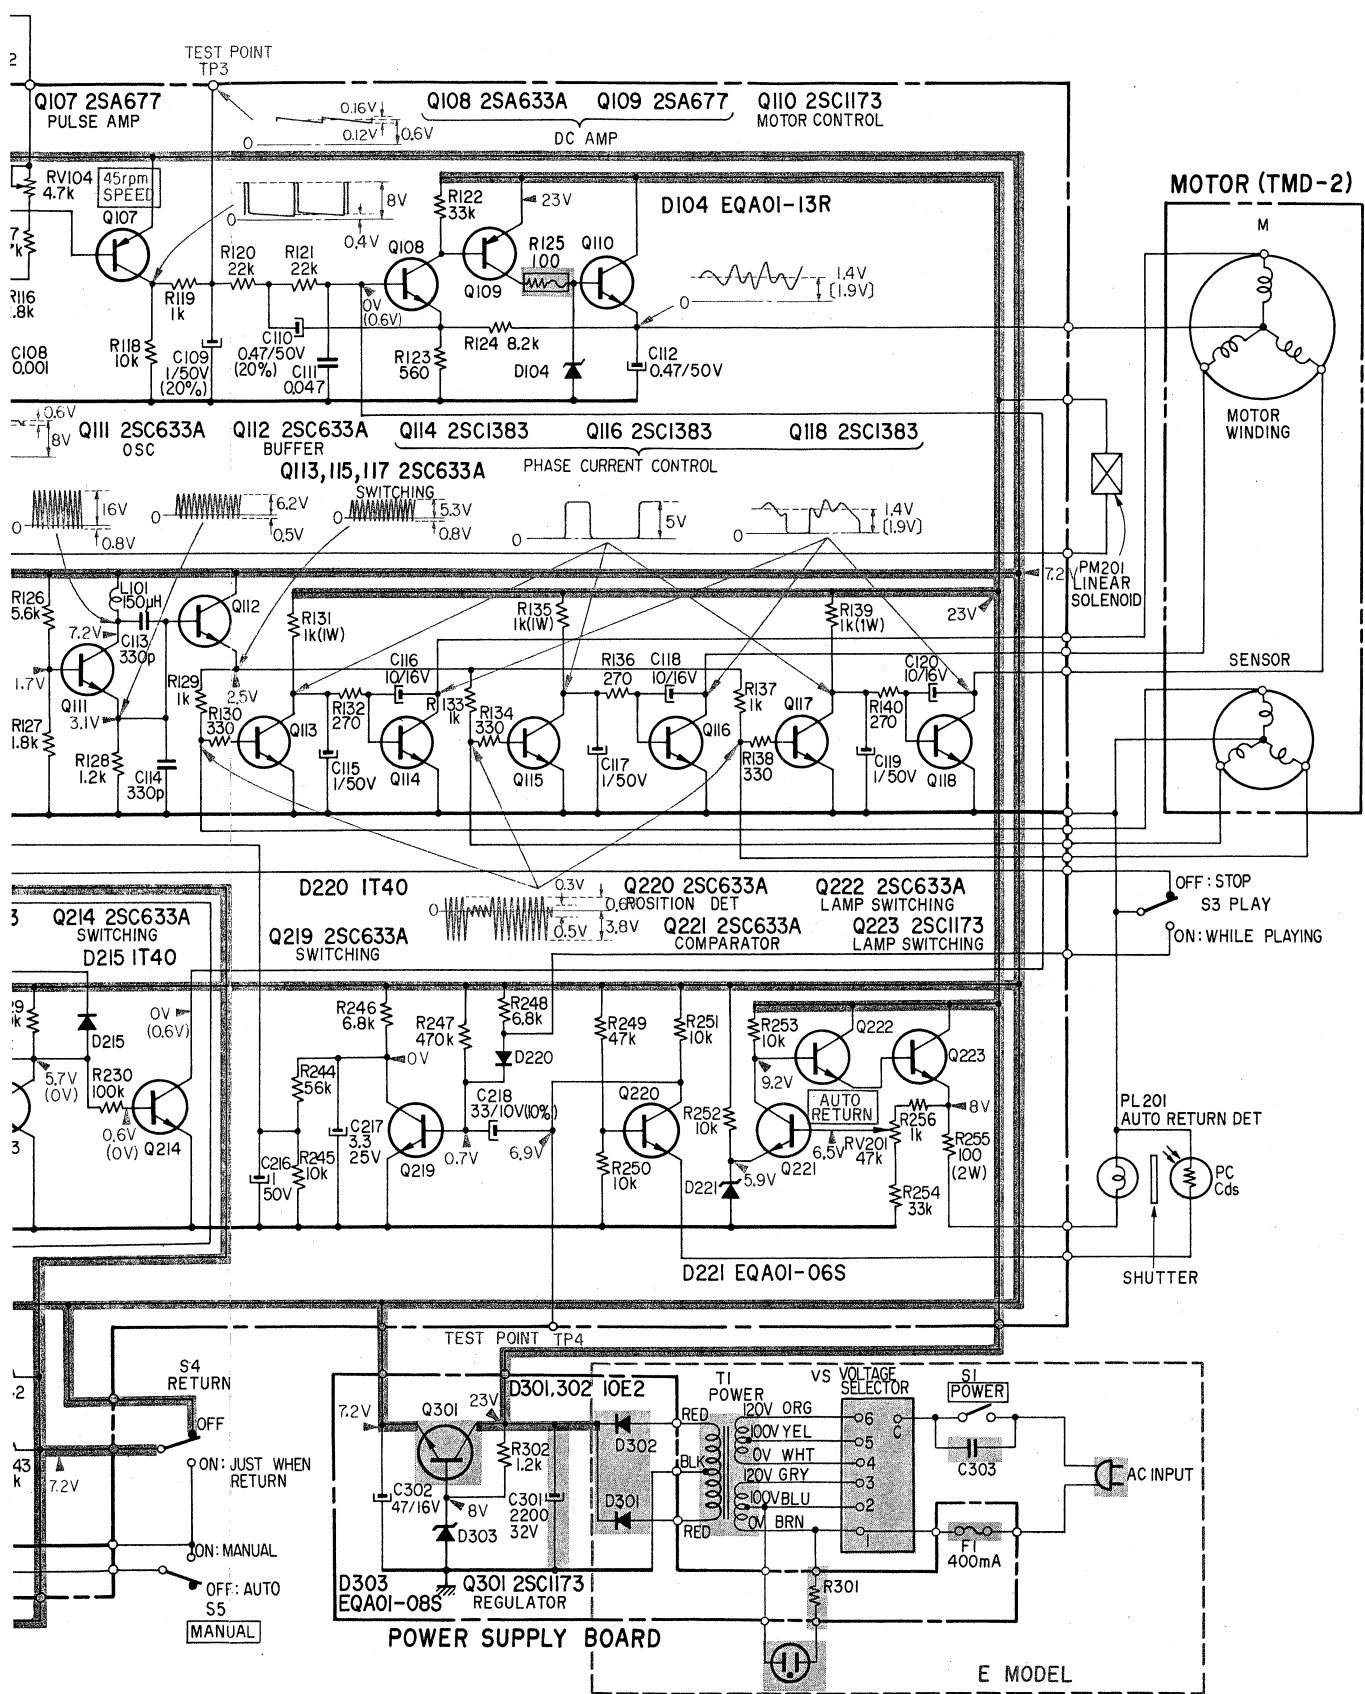 TEST POINT
TP3
Q107 2SA677
PULSE AMP
Q108 2SA633A
Q109 2SA677
DC AMP
Q110 2SC1173
MOTOR CONTROL
0.16V
0.12V
0.6V
0
RV104
4.7k
45rpm
SPEED
Q107
8V
0
0.4V
R122
33k
23V
D104 EQA01-13R
MOTOR (TMD-2)
M
R120
22k
R121
22k
Q108
Q109
R125
100
Q110
1.4V
(1.9V)
0
R116
.8k
R119
1k
0V
(0.6V)
R118
10k
C108
0.001
C109
1/50V
(20%)
C110
0.47/50V
(20%)
C111
0.047
R123
560
R124 8.2k
D104
C112
0.47/50V
MOTOR
WINDING
0.6V
8V
Q111 2SC633A
OSC
Q112 2SC633A
BUFFER
Q113,115,117 2SC633A
SWITCHING
Q114 2SC1383
Q116 2SC1383
Q118 2SC1383
PHASE CURRENT CONTROL
0
16V
0.8V
0
6.2V
0.5V
0
5.3V
0.8V
0
5V
0
1.4V
(1.9V)
PM201
LINEAR
SOLENOID
7.2V
23V
R126
5.6k
L101
150μH
7.2V
C113
330p
Q112
R131
1k(1W)
R135
1k(1W)
R139
1k(1W)
SENSOR
1.7V
Q111
3.1V
R129
1k
2.5V
R130
330
Q113
C116
10/16V
R132
270
R133
1k
R134
330
R136
270
C118
10/16V
R137
1k
Q117
C120
10/16V
R140
270
R127
1.8k
R128
1.2k
C114
330p
C115
1/50V
Q114
Q115
C117
1/50V
Q116
R138
330
C119
1/50V
Q118
D220 1T40
0.3V
0
0.6V
0.5V
3.8V
Q214 2SC633A
SWITCHING
D215 1T40
Q219 2SC633A
SWITCHING
Q220 2SC633A
POSITION DET
Q221 2SC633A
COMPARATOR
Q222 2SC633A
LAMP SWITCHING
Q223 2SC1173
LAMP SWITCHING
OFF: STOP
S3 PLAY
ON: WHILE PLAYING
0V
(0.6V)
D215
5.7V
(0V)
R230
100k
0.6V
(0V)
Q214
R246
6.8k
R247
470k
R248
6.8k
D220
0V
R244
56k
C216
1
50V
R245
10k
C217
3.3
25V
Q219
0.7V
C218
33/10V(10%)
6.9V
R249
47k
R251
10k
Q220
R250
10k
R252
10k
D221
5.9V
R253
10k
9.2V
Q221
Q222
Q223
AUTO
RETURN
6.5V
RV201
47k
R256
1k
8V
R255
100
(2W)
R254
33k
PL201
AUTO RETURN DET
PC
Cds
D221 EQA01-06S
SHUTTER
TEST POINT TP4
S4
RETURN
OFF
ON: JUST WHEN
RETURN
7.2V
ON: MANUAL
OFF: AUTO
S5
MANUAL
7.2V
Q301
23V
D301,302 10E2
R302
1.2k
C302
47/16V
8V
D303
C301
2200
32V
D302
D301
D303
EQA01-08S
Q301 2SC1173
REGULATOR
POWER SUPPLY BOARD
T1
POWER
RED
BLK
RED
120V ORG
100V YEL
0V WHT
120V GRY
100V BLU
0V BRN
VS VOLTAGE
SELECTOR
6
5
4
3
2
1
C
S1
POWER
C303
AC INPUT
F1
400mA
R301
E MODEL